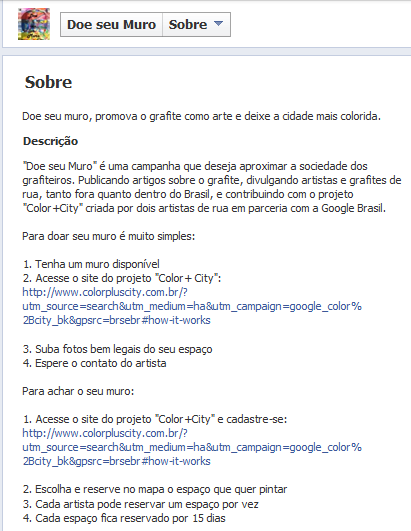 Doe seu Muro Sobre
Sobre
Doe seu muro, promova o grafite como arte e deixe a cidade mais colorida.
Descrição
"Doe seu Muro" é uma campanha que deseja aproximar a sociedade dos
grafiteiros. Publicando artigos sobre o grafite, divulgando artistas e grafites de
rua, tanto fora quanto dentro do Brasil, e contribuindo com o projeto
"Color+City" criada por dois artistas de rua em parceria com a Google Brasil.
Para doar seu muro é muito simples:
1. Tenha um muro disponível
2. Acesse o site do projeto "Color+ City":
http://www.colorpluscity.com.br/?
utm_source=search&utm_medium=ha&utm_campaign=google_color%
2Bcity_bk&gpsrc=brsebr#how-it-works
3. Suba fotos bem legais do seu espaço
4. Espere o contato do artista
Para achar o seu muro:
1. Acesse o site do projeto "Color+City" e cadastre-se:
http://www.colorpluscity.com.br/?
utm_source=search&utm_medium=ha&utm_campaign=google_color%
2Bcity_bk&gpsrc=brsebr#how-it-works
2. Escolha e reserve no mapa o espaço que quer pintar
3. Cada artista pode reservar um espaço por vez
4. Cada espaço fica reservado por 15 dias